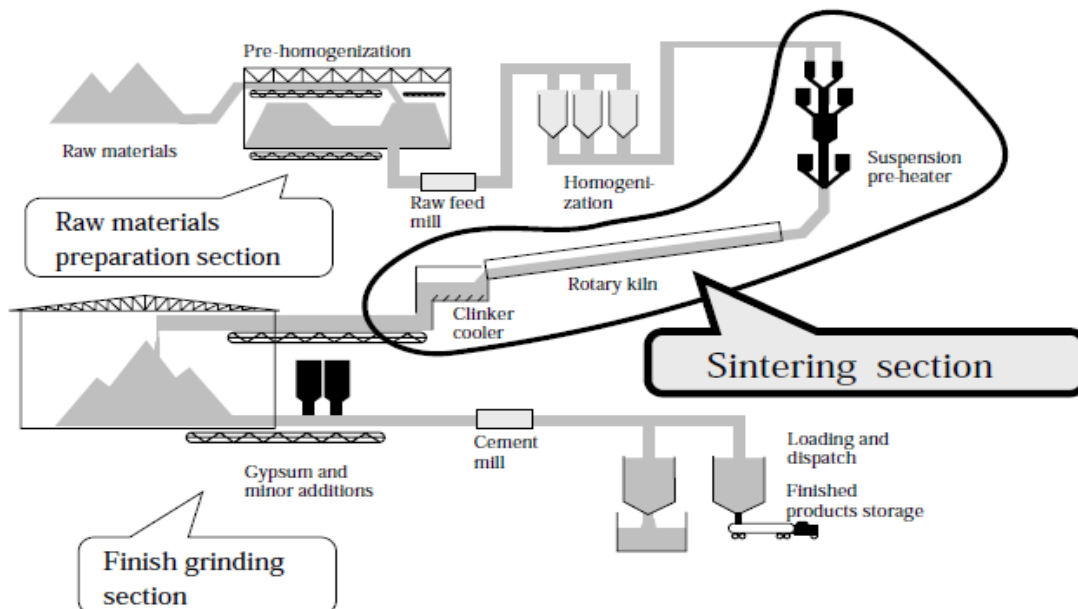 Pre-homogenization
Raw materials
Raw feed
mill
Homogeni-
zation
Suspension
pre-heater
Raw materials
preparation section
Rotary kiln
Clinker
cooler
Sintering section
Gypsum and
minor additions
Cement
mill
Loading and
dispatch
Finished
products storage
Finish grinding
section